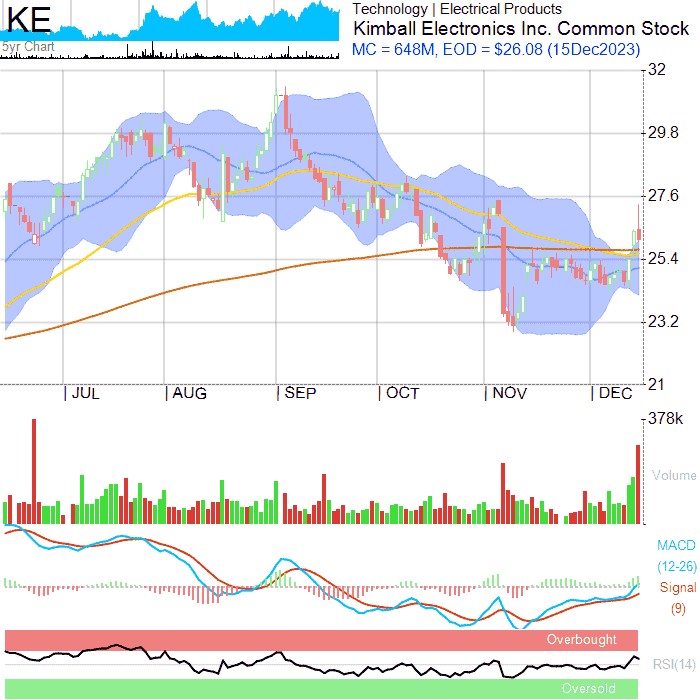 KE
5yr Chart
Technology | Electrical Products
Kimball Electronics Inc. Common Stock
MC = 648M, EOD = $26.08 (15Dec2023)
32
29.8
27.6
25.4
23.2
21
| JUL | AUG | SEP | OCT | NOV | DEC
378k
Volume
MACD
(12-26)
Signal
(9)
Overbought
RSI(14)
Oversold